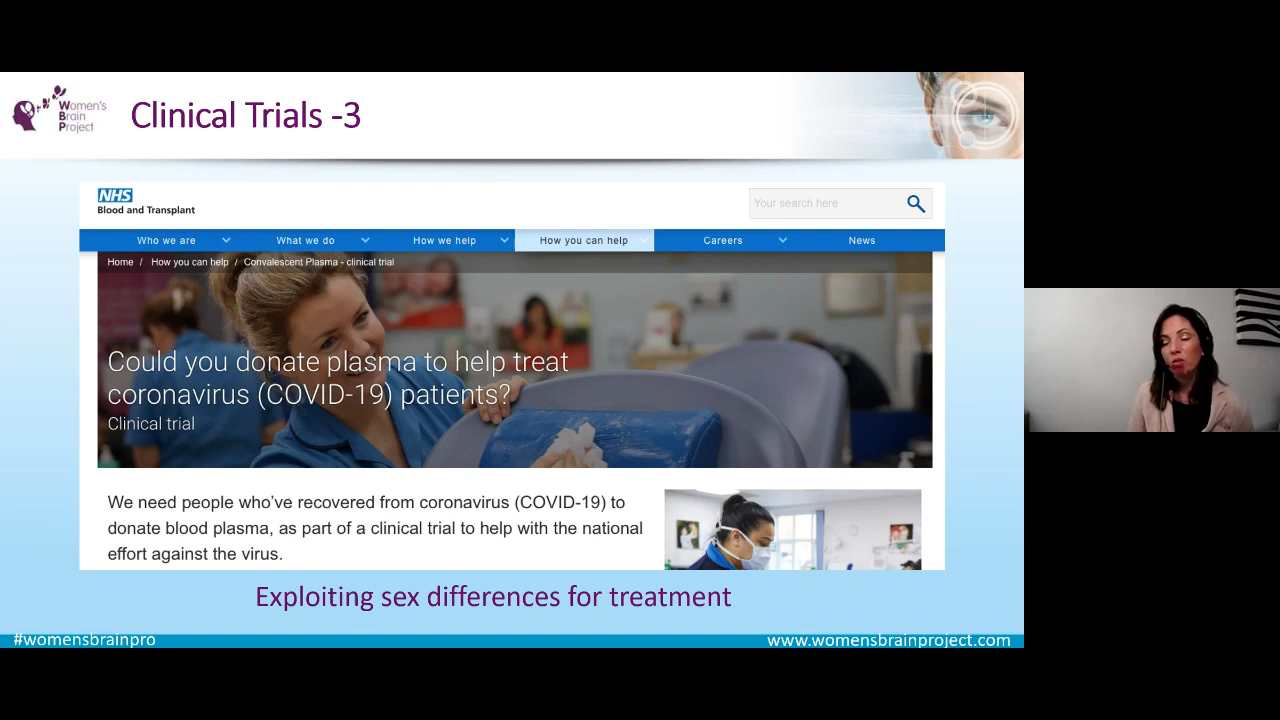 Women's
Brain
Project
Clinical Trials -3
NHS
Blood and Transplant
Your search here
Who we are
What we do
How we help
How you can help
Careers
News
Home / How you can help / Convalescent Plasma - clinical trial
Could you donate plasma to help treat
coronavirus (COVID-19) patients?
Clinical trial
We need people who've recovered from coronavirus (COVID-19) to
donate blood plasma, as part of a clinical trial to help with the national
effort against the virus.
Exploiting sex differences for treatment
#womensbrainpro
www.womensbrainproject.com